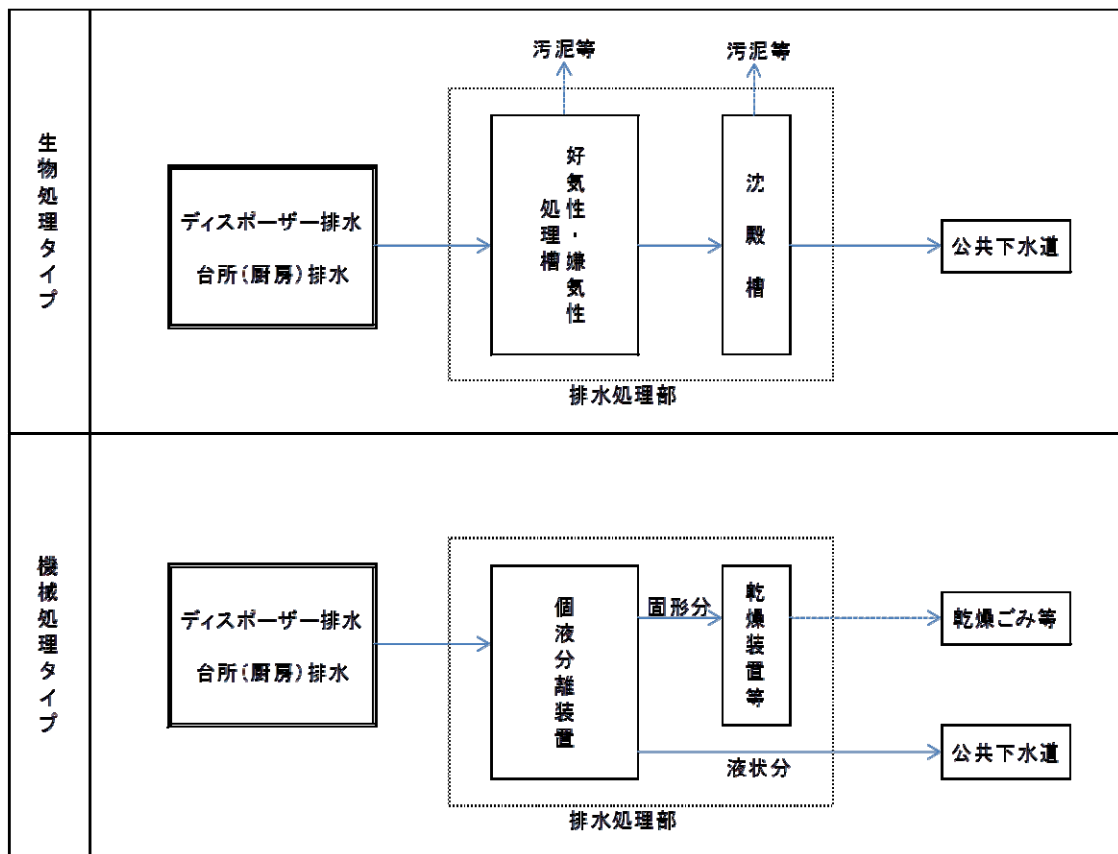 生物処理タイプ
汚泥等
汚泥等
ディスポーザー排水
台所(厨房)排水
好気性・嫌気性
処理槽
沈殿槽
公共下水道
排水処理部
機械処理タイプ
ディスポーザー排水
台所(厨房)排水
個液分離装置
固形分
乾燥装置等
乾燥ごみ等
液状分
公共下水道
排水処理部